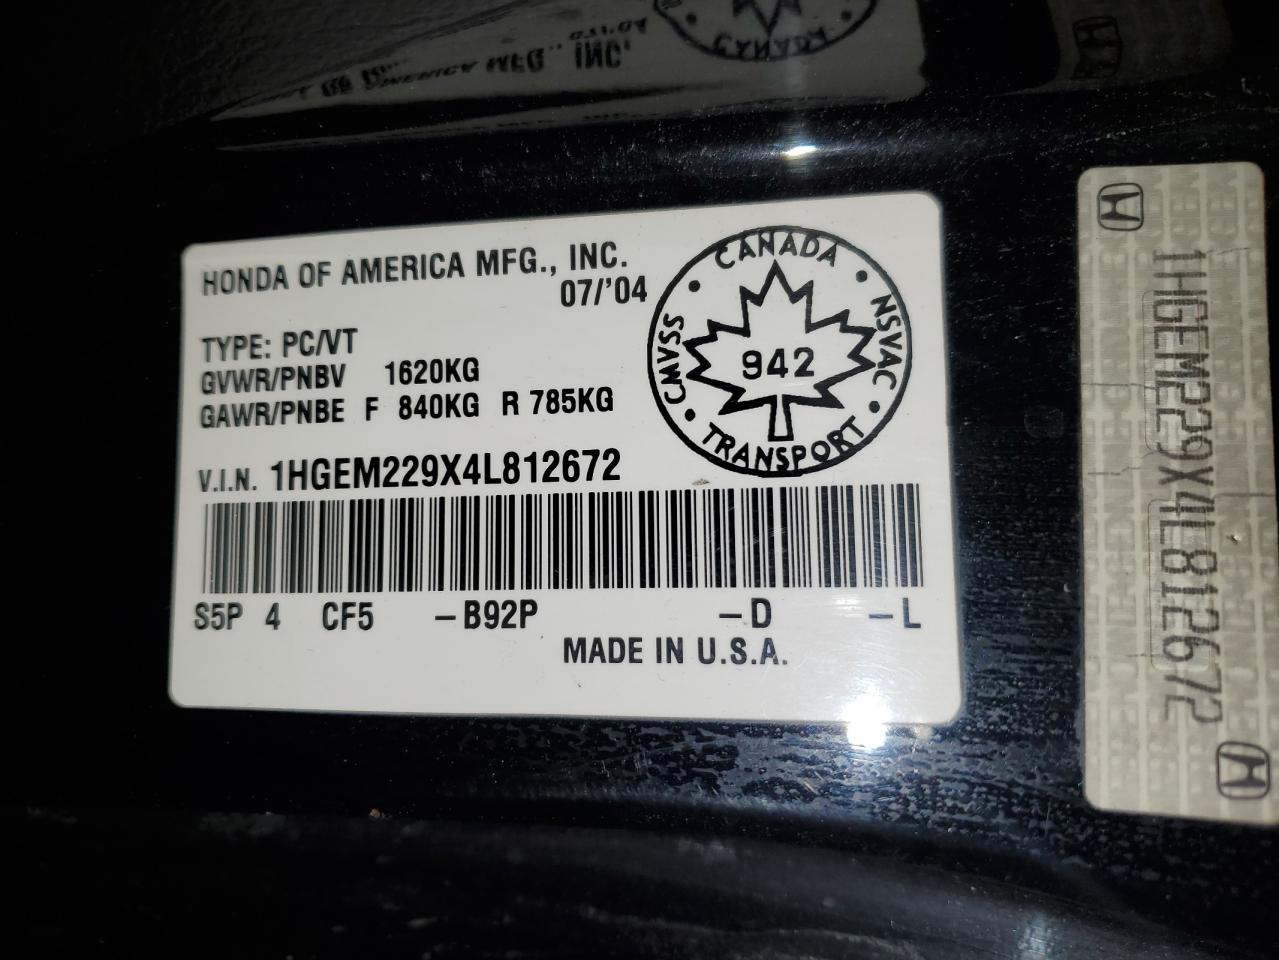 HONDA OF AMERICA MFG., INC.
07/'04
TYPE: PC/VT
GVWR/PNBV 1620KG
GAWR/PNBE F 840KG R 785KG
V.I.N. 1HGEM229X4L812672
S5P 4 CF5 –B92P –D –L
MADE IN U.S.A.
CANADA
CMVSS
942
NSVAC
TRANSPORT
1HGEM229X4L812672